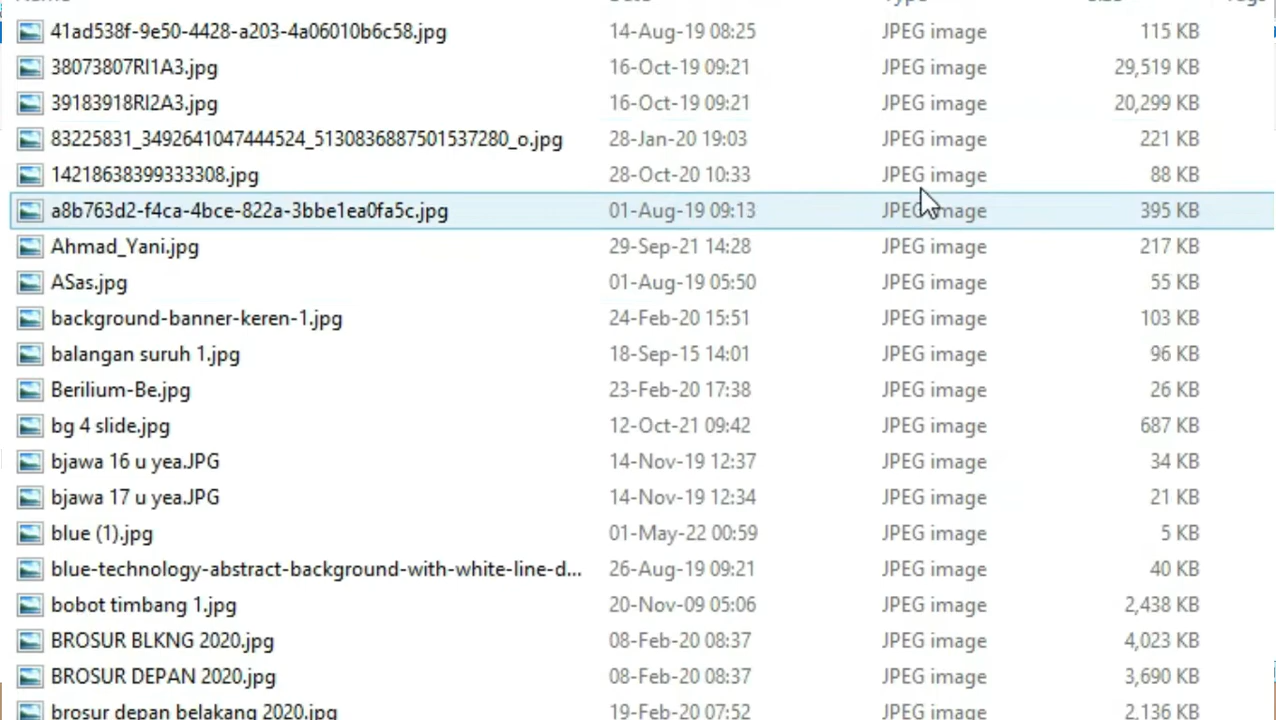 41ad538f-9e50-4428-a203-4a06010b6c58.jpg 14-Aug-19 08:25 JPEG image 115 KB
38073807RI1A3.jpg 16-Oct-19 09:21 JPEG image 29,519 KB
39183918RI2A3.jpg 16-Oct-19 09:21 JPEG image 20,299 KB
83225831_3492641047444524_5130836887501537280_o.jpg 28-Jan-20 19:03 JPEG image 221 KB
14218638399333308.jpg 28-Oct-20 10:33 JPEG image 88 KB
a8b763d2-f4ca-4bce-822a-3bbe1ea0fa5c.jpg 01-Aug-19 09:13 JPEG image 395 KB
Ahmad_Yani.jpg 29-Sep-21 14:28 JPEG image 217 KB
ASas.jpg 01-Aug-19 05:50 JPEG image 55 KB
background-banner-keren-1.jpg 24-Feb-20 15:51 JPEG image 103 KB
balangan suruh 1.jpg 18-Sep-15 14:01 JPEG image 96 KB
Berilium-Be.jpg 23-Feb-20 17:38 JPEG image 26 KB
bg 4 slide.jpg 12-Oct-21 09:42 JPEG image 687 KB
bjawa 16 u yea.JPG 14-Nov-19 12:37 JPEG image 34 KB
bjawa 17 u yea.JPG 14-Nov-19 12:34 JPEG image 21 KB
blue (1).jpg 01-May-22 00:59 JPEG image 5 KB
blue-technology-abstract-background-with-white-line-d... 26-Aug-19 09:21 JPEG image 40 KB
bobot timbang 1.jpg 20-Nov-09 05:06 JPEG image 2,438 KB
BROSUR BLKNG 2020.jpg 08-Feb-20 08:37 JPEG image 4,023 KB
BROSUR DEPAN 2020.jpg 08-Feb-20 08:37 JPEG image 3,690 KB
brosur depan belakang 2020.jpg 19-Feb-20 07:52 JPEG image 2,136 KB